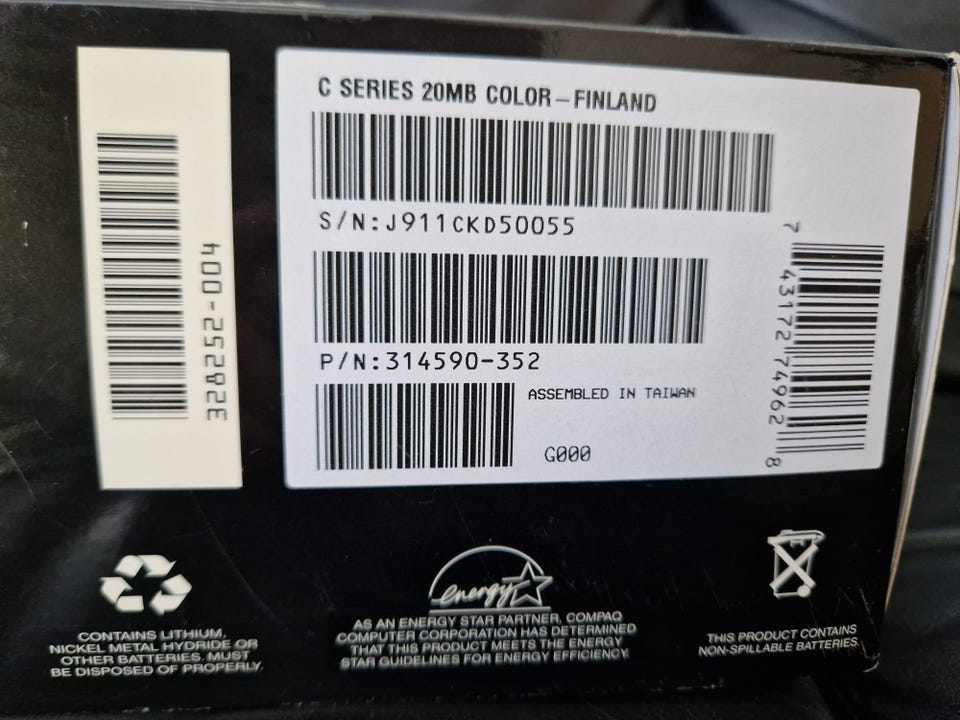 C SERIES 20MB COLOR-FINLAND
S/N:J911CKD50055
P/N:314590-352
ASSEMBLED IN TAIWAN
G000
7 43172 74962 8
328252-004
CONTAINS LITHIUM,
NICKEL METAL HYDRIDE OR
OTHER BATTERIES. MUST
BE DISPOSED OF PROPERLY.
energy
AS AN ENERGY STAR PARTNER, COMPAQ
COMPUTER CORPORATION HAS DETERMINED
THAT THIS PRODUCT MEETS THE ENERGY
STAR GUIDELINES FOR ENERGY EFFICIENCY.
THIS PRODUCT CONTAINS
NON-SPILLABLE BATTERIES.